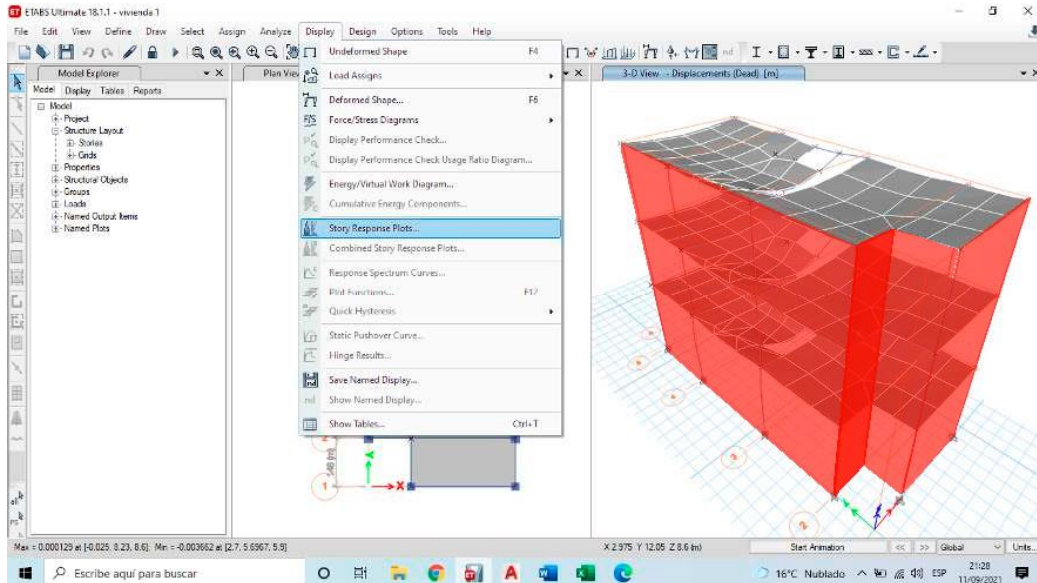 ETABS Ultimate 18.1.1 - vivienda 1
File Edit View Define Draw Select Assign Analyze Display Design Options Tools Help
Model Explorer
Plan View
3-D View - Displacements (Dead) [m]
Model Display Tables Reports
Model
Project
Structure Layout
Stories
Grids
Properties
Structural Objects
Groups
Loads
Named Output Items
Named Plots
Undeformed Shape F4
Load Assigns
Deformed Shape... F6
Force/Stress Diagrams
Display Performance Check...
Display Performance Check Usage Ratio Diagram...
Energy/Virtual Work Diagram...
Cumulative Energy Components...
Story Response Plots...
Combined Story Response Plots...
Response Spectrum Curves...
Plot Functions... F12
Quick Hysteresis
Static Pushover Curve...
Hinge Results...
Save Named Display...
nd Show Named Display...
Show Tables... Ctrl+T
1
X
Y
3
2
Max = 0.000129 at [-0.025, 8.23, 8.6]; Min = -0.003662 at [2.7, 5.6967, 5.9]
X 2.975 Y 12.05 Z 8.6 (m)
Start Animation << >> Global Units...
Escribe aquí para buscar
16°C Nublado ESP 21:28
11/09/2021